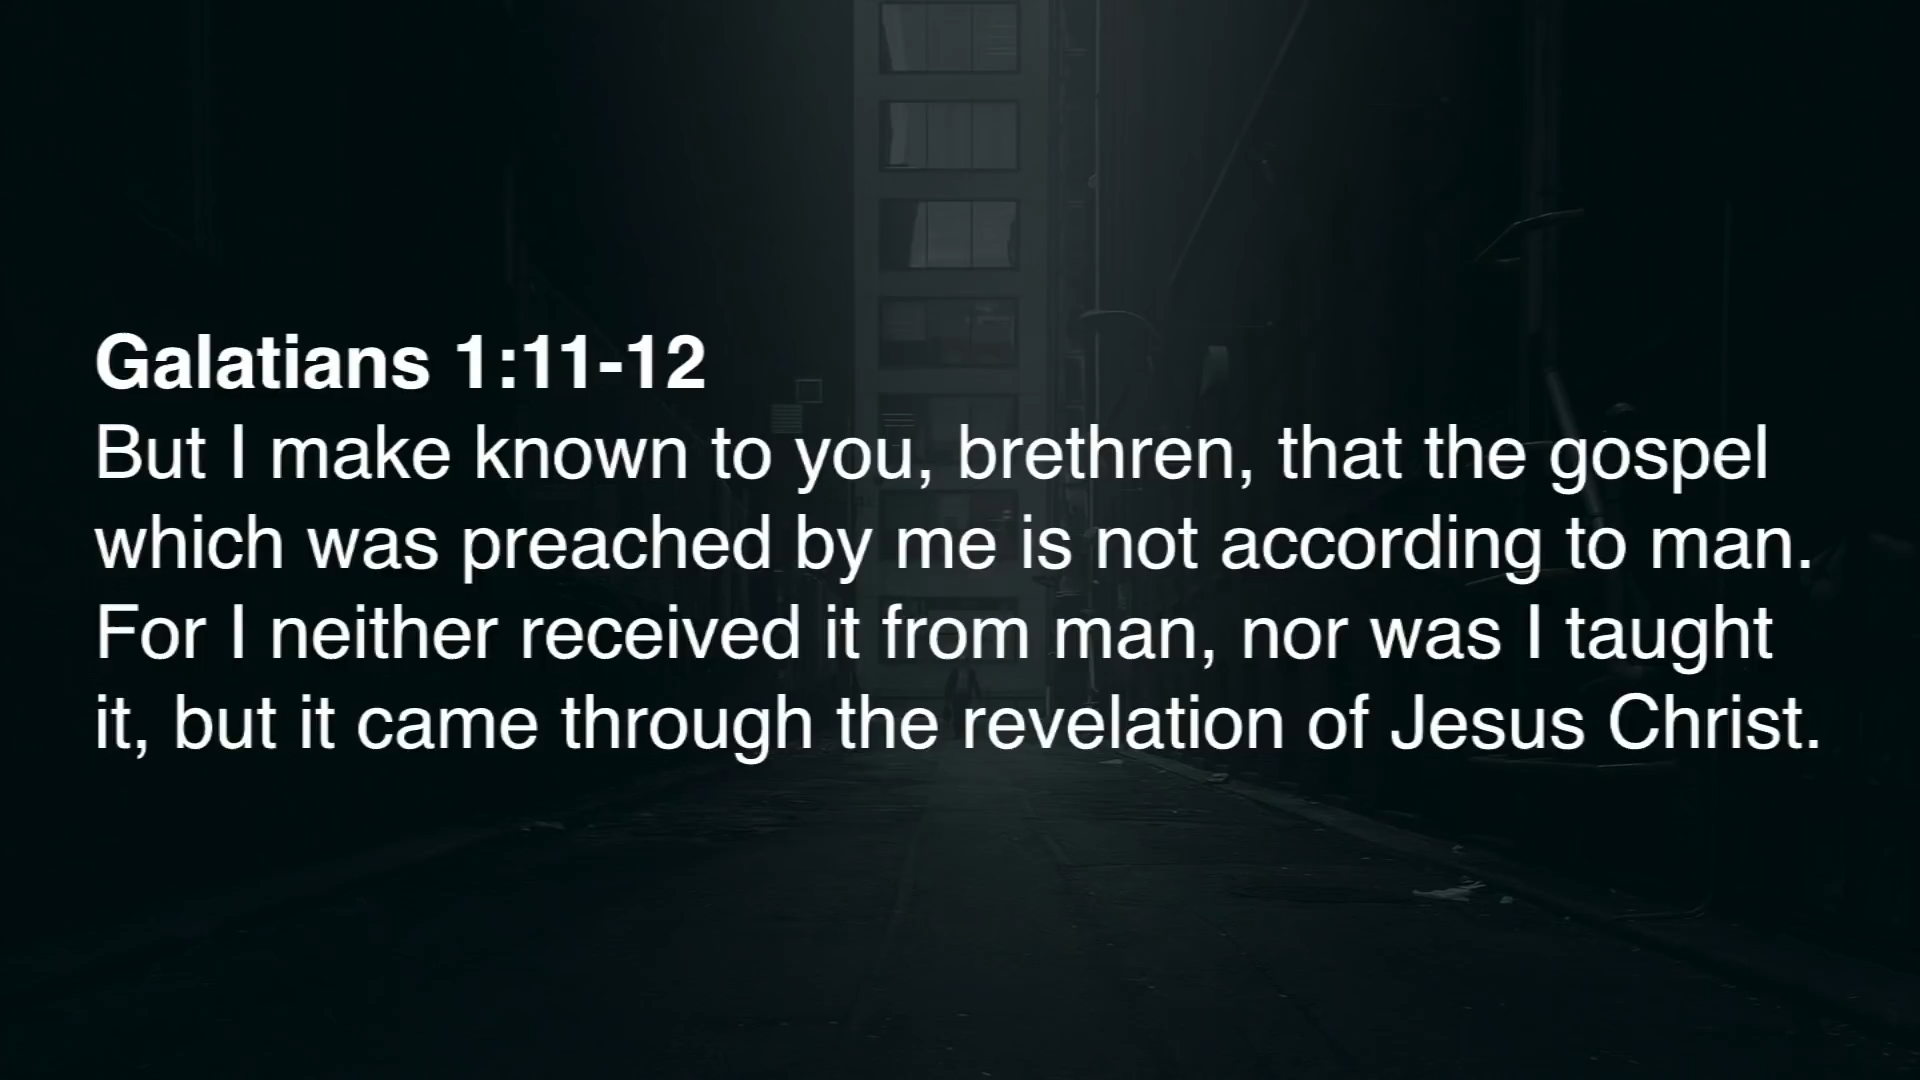 Galatians 1:11-12
But I make known to you, brethren, that the gospel
which was preached by me is not according to man.
For I neither received it from man, nor was I taught
it, but it came through the revelation of Jesus Christ.